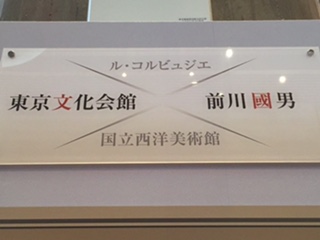 ル・コルビュジエ
東京文化会館 前川國男
国立西洋美術館